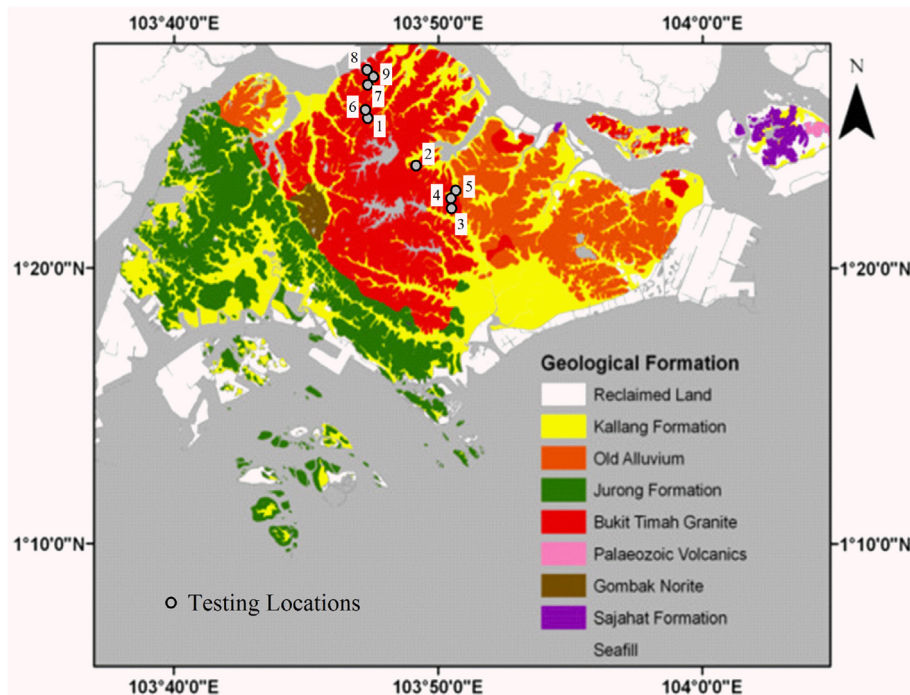 103°40'0"E 103°50'0"E 104°0'0"E
N
8
9
7
6
1
2
5
4
3
1°20'0"N 1°20'0"N
Geological Formation
Reclaimed Land
Kallang Formation
Old Alluvium
Jurong Formation
Bukit Timah Granite
Palaeozoic Volcanics
Gombak Norite
Sajahat Formation
Seafill
1°10'0"N 1°10'0"N
Testing Locations
103°40'0"E 103°50'0"E 104°0'0"E